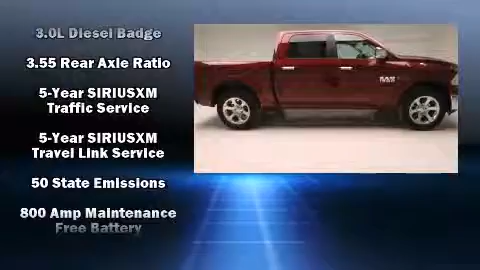 3.0L Diesel Badge
3.55 Rear Axle Ratio
5-Year SIRIUSXM
Traffic Service
5-Year SIRIUSXM
Travel Link Service
50 State Emissions
800 Amp Maintenance
Free Battery
RAM